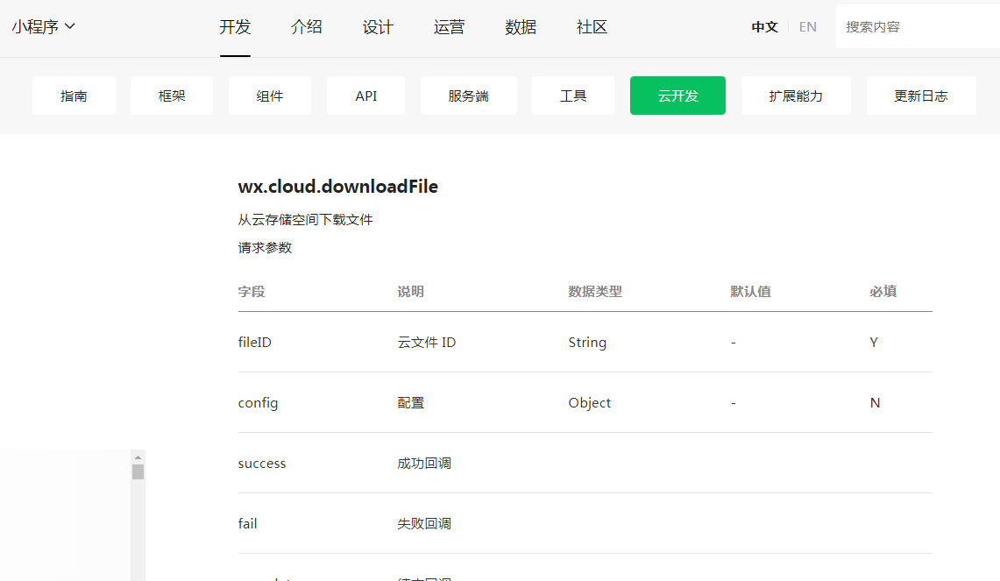 小程序 开发 介绍 设计 运营 数据 社区 中文 EN 搜索内容
指南 框架 组件 API 服务端 工具 云开发 扩展能力 更新日志
wx.cloud.downloadFile
从云存储空间下载文件
请求参数
字段 说明 数据类型 默认值 必填
fileID 云文件 ID String - Y
config 配置 Object - N
success 成功回调
fail 失败回调